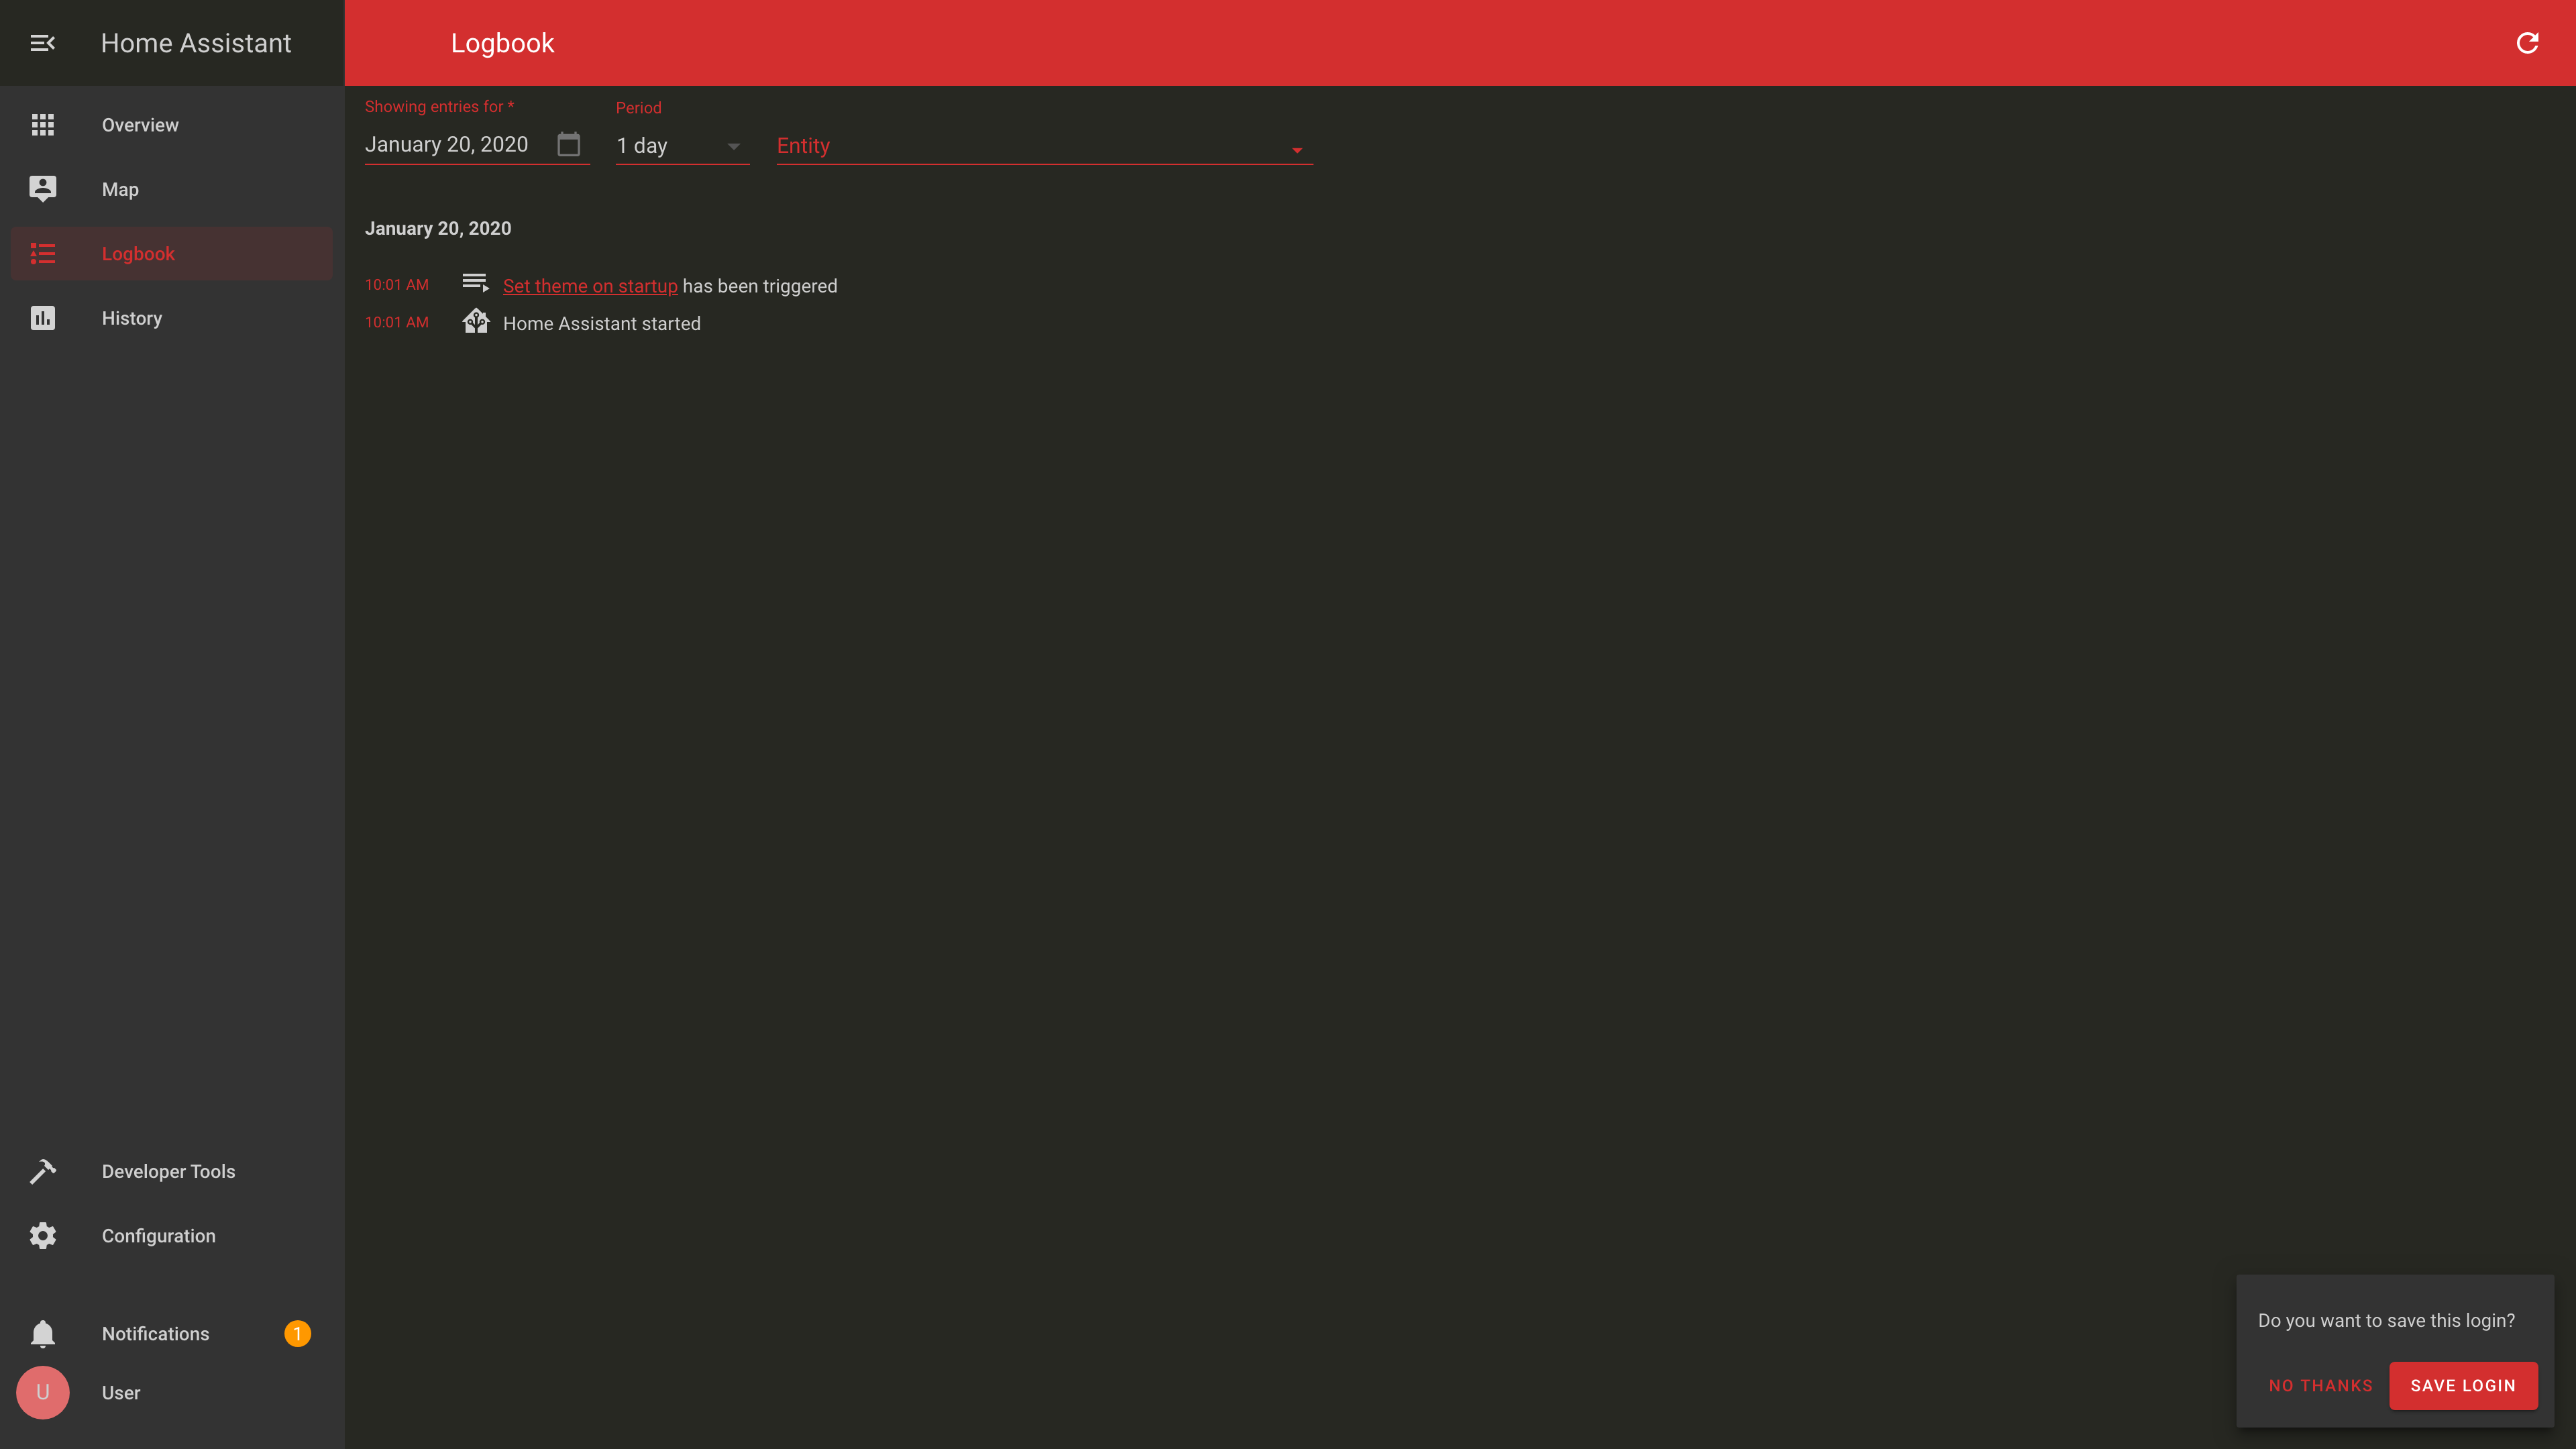 Home Assistant
Logbook
Overview
Map
Logbook
History
Showing entries for *
January 20, 2020
Period
1 day
Entity
January 20, 2020
10:01 AM Set theme on startup has been triggered
10:01 AM Home Assistant started
Developer Tools
Configuration
Notifications 1
U User
Do you want to save this login?
NO THANKS SAVE LOGIN